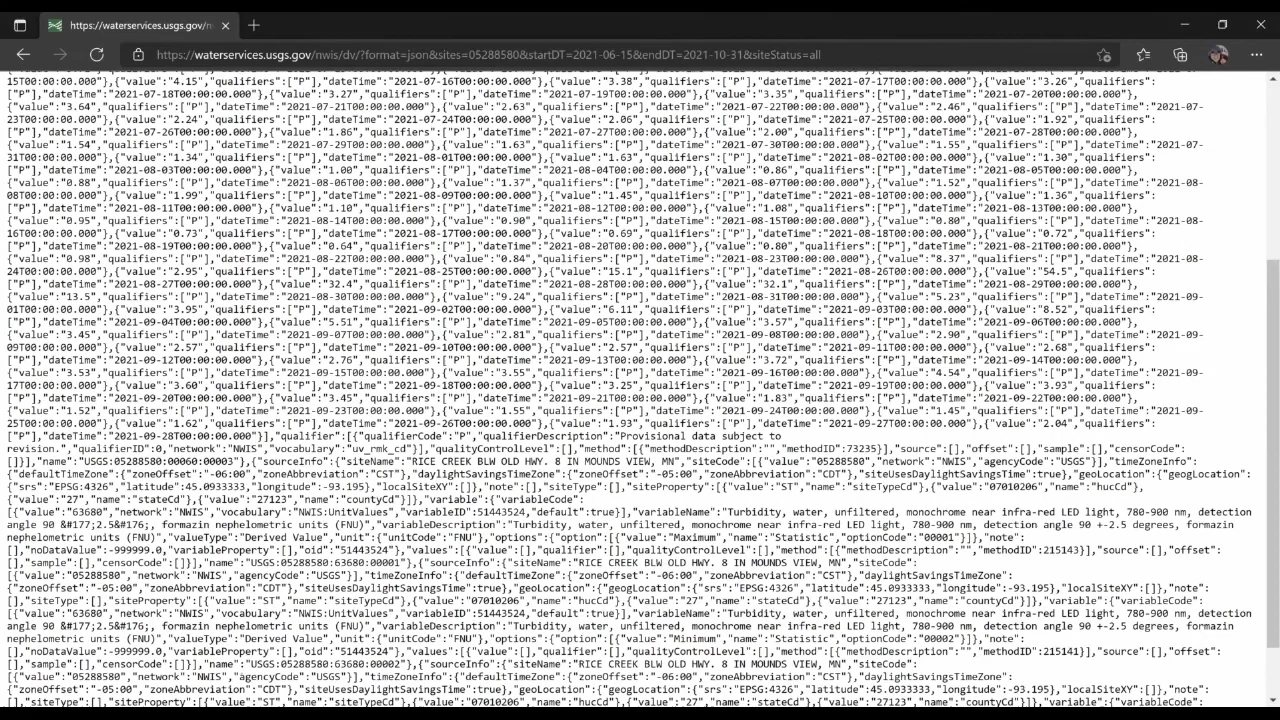 https://waterservices.usgs.gov/n
https://waterservices.usgs.gov/nwis/dv/?format=json&sites=05288580&startDT=2021-06-15&endDT=2021-10-31&siteStatus=all
15T00:00:00.000"},{"value":"4.15","qualifiers":["P"],"dateTime":"2021-07-16T00:00:00.000"},{"value":"3.38","qualifiers":["P"],"dateTime":"2021-07-17T00:00:00.000"},{"value":"3.26","qualifiers":
["P"],"dateTime":"2021-07-18T00:00:00.000"},{"value":"3.27","qualifiers":["P"],"dateTime":"2021-07-19T00:00:00.000"},{"value":"3.35","qualifiers":["P"],"dateTime":"2021-07-20T00:00:00.000"},
{"value":"3.64","qualifiers":["P"],"dateTime":"2021-07-21T00:00:00.000"},{"value":"2.63","qualifiers":["P"],"dateTime":"2021-07-22T00:00:00.000"},{"value":"2.46","qualifiers":["P"],"dateTime":"2021-07-
23T00:00:00.000"},{"value":"2.24","qualifiers":["P"],"dateTime":"2021-07-24T00:00:00.000"},{"value":"2.06","qualifiers":["P"],"dateTime":"2021-07-25T00:00:00.000"},{"value":"1.92","qualifiers":
["P"],"dateTime":"2021-07-26T00:00:00.000"},{"value":"1.86","qualifiers":["P"],"dateTime":"2021-07-27T00:00:00.000"},{"value":"2.00","qualifiers":["P"],"dateTime":"2021-07-28T00:00:00.000"},
{"value":"1.54","qualifiers":["P"],"dateTime":"2021-07-29T00:00:00.000"},{"value":"1.63","qualifiers":["P"],"dateTime":"2021-07-30T00:00:00.000"},{"value":"1.55","qualifiers":["P"],"dateTime":"2021-07-
31T00:00:00.000"},{"value":"1.34","qualifiers":["P"],"dateTime":"2021-08-01T00:00:00.000"},{"value":"1.63","qualifiers":["P"],"dateTime":"2021-08-02T00:00:00.000"},{"value":"1.30","qualifiers":
["P"],"dateTime":"2021-08-03T00:00:00.000"},{"value":"1.00","qualifiers":["P"],"dateTime":"2021-08-04T00:00:00.000"},{"value":"0.86","qualifiers":["P"],"dateTime":"2021-08-05T00:00:00.000"},
{"value":"0.88","qualifiers":["P"],"dateTime":"2021-08-06T00:00:00.000"},{"value":"1.37","qualifiers":["P"],"dateTime":"2021-08-07T00:00:00.000"},{"value":"1.52","qualifiers":["P"],"dateTime":"2021-08-
08T00:00:00.000"},{"value":"1.99","qualifiers":["P"],"dateTime":"2021-08-09T00:00:00.000"},{"value":"1.45","qualifiers":["P"],"dateTime":"2021-08-10T00:00:00.000"},{"value":"1.36","qualifiers":
["P"],"dateTime":"2021-08-11T00:00:00.000"},{"value":"1.10","qualifiers":["P"],"dateTime":"2021-08-12T00:00:00.000"},{"value":"1.08","qualifiers":["P"],"dateTime":"2021-08-13T00:00:00.000"},
{"value":"0.95","qualifiers":["P"],"dateTime":"2021-08-14T00:00:00.000"},{"value":"0.90","qualifiers":["P"],"dateTime":"2021-08-15T00:00:00.000"},{"value":"0.80","qualifiers":["P"],"dateTime":"2021-08-
16T00:00:00.000"},{"value":"0.73","qualifiers":["P"],"dateTime":"2021-08-17T00:00:00.000"},{"value":"0.69","qualifiers":["P"],"dateTime":"2021-08-18T00:00:00.000"},{"value":"0.72","qualifiers":
["P"],"dateTime":"2021-08-19T00:00:00.000"},{"value":"0.64","qualifiers":["P"],"dateTime":"2021-08-20T00:00:00.000"},{"value":"0.80","qualifiers":["P"],"dateTime":"2021-08-21T00:00:00.000"},
{"value":"0.98","qualifiers":["P"],"dateTime":"2021-08-22T00:00:00.000"},{"value":"0.84","qualifiers":["P"],"dateTime":"2021-08-23T00:00:00.000"},{"value":"8.37","qualifiers":["P"],"dateTime":"2021-08-
24T00:00:00.000"},{"value":"2.95","qualifiers":["P"],"dateTime":"2021-08-25T00:00:00.000"},{"value":"15.1","qualifiers":["P"],"dateTime":"2021-08-26T00:00:00.000"},{"value":"54.5","qualifiers":
["P"],"dateTime":"2021-08-27T00:00:00.000"},{"value":"32.4","qualifiers":["P"],"dateTime":"2021-08-28T00:00:00.000"},{"value":"32.1","qualifiers":["P"],"dateTime":"2021-08-29T00:00:00.000"},
{"value":"13.5","qualifiers":["P"],"dateTime":"2021-08-30T00:00:00.000"},{"value":"9.24","qualifiers":["P"],"dateTime":"2021-08-31T00:00:00.000"},{"value":"5.23","qualifiers":["P"],"dateTime":"2021-09-
01T00:00:00.000"},{"value":"3.95","qualifiers":["P"],"dateTime":"2021-09-02T00:00:00.000"},{"value":"6.11","qualifiers":["P"],"dateTime":"2021-09-03T00:00:00.000"},{"value":"8.52","qualifiers":
["P"],"dateTime":"2021-09-04T00:00:00.000"},{"value":"5.51","qualifiers":["P"],"dateTime":"2021-09-05T00:00:00.000"},{"value":"3.57","qualifiers":["P"],"dateTime":"2021-09-06T00:00:00.000"},
{"value":"3.45","qualifiers":["P"],"dateTime":"2021-09-07T00:00:00.000"},{"value":"2.81","qualifiers":["P"],"dateTime":"2021-09-08T00:00:00.000"},{"value":"2.90","qualifiers":["P"],"dateTime":"2021-09-
09T00:00:00.000"},{"value":"2.57","qualifiers":["P"],"dateTime":"2021-09-10T00:00:00.000"},{"value":"2.57","qualifiers":["P"],"dateTime":"2021-09-11T00:00:00.000"},{"value":"2.68","qualifiers":
["P"],"dateTime":"2021-09-12T00:00:00.000"},{"value":"2.76","qualifiers":["P"],"dateTime":"2021-09-13T00:00:00.000"},{"value":"3.72","qualifiers":["P"],"dateTime":"2021-09-14T00:00:00.000"},
{"value":"3.53","qualifiers":["P"],"dateTime":"2021-09-15T00:00:00.000"},{"value":"3.55","qualifiers":["P"],"dateTime":"2021-09-16T00:00:00.000"},{"value":"4.54","qualifiers":["P"],"dateTime":"2021-09-
17T00:00:00.000"},{"value":"3.60","qualifiers":["P"],"dateTime":"2021-09-18T00:00:00.000"},{"value":"3.25","qualifiers":["P"],"dateTime":"2021-09-19T00:00:00.000"},{"value":"3.93","qualifiers":
["P"],"dateTime":"2021-09-20T00:00:00.000"},{"value":"3.45","qualifiers":["P"],"dateTime":"2021-09-21T00:00:00.000"},{"value":"1.83","qualifiers":["P"],"dateTime":"2021-09-22T00:00:00.000"},
{"value":"1.52","qualifiers":["P"],"dateTime":"2021-09-23T00:00:00.000"},{"value":"1.55","qualifiers":["P"],"dateTime":"2021-09-24T00:00:00.000"},{"value":"1.45","qualifiers":["P"],"dateTime":"2021-09-
25T00:00:00.000"},{"value":"1.62","qualifiers":["P"],"dateTime":"2021-09-26T00:00:00.000"},{"value":"1.93","qualifiers":["P"],"dateTime":"2021-09-27T00:00:00.000"},{"value":"2.04","qualifiers":
["P"],"dateTime":"2021-09-28T00:00:00.000"}],"qualifier":[{"qualifierCode":"P","qualifierDescription":"Provisional data subject to
revision.","qualifierID":0,"network":"NWIS","vocabulary":"uv_rmk_cd"}],"qualityControlLevel":[],"method":[{"methodDescription":"","methodID":73235}],"source":[],"offset":[],"sample":[],"censorCode":
[]}],"name":"USGS:05288580:00060:00003"},{"sourceInfo":{"siteName":"RICE CREEK BLW OLD HWY. 8 IN MOUNDS VIEW, MN","siteCode":[{"value":"05288580","network":"NWIS","agencyCode":"USGS"}],"timeZoneInfo":
{"defaultTimeZone":{"zoneOffset":"-06:00","zoneAbbreviation":"CST"},"daylightSavingsTimeZone":{"zoneOffset":"-05:00","zoneAbbreviation":"CDT"},"siteUsesDaylightSavingsTime":true},"geoLocation":{"geogLocation":
{"srs":"EPSG:4326","latitude":45.0933333,"longitude":-93.195},"localSiteXY":[]},"note":[],"siteType":[],"siteProperty":[{"value":"ST","name":"siteTypeCd"},{"value":"07010206","name":"hucCd"},
{"value":"27","name":"stateCd"},{"value":"27123","name":"countyCd"}]},"variable":{"variableCode":
[{"value":"63680","network":"NWIS","vocabulary":"NWIS:UnitValues","variableID":51443524,"default":true}],"variableName":"Turbidity, water, unfiltered, monochrome near infra-red LED light, 780-900 nm, detection
angle 90 &#177;2.5&#176;, formazin nephelometric units (FNU)","variableDescription":"Turbidity, water, unfiltered, monochrome near infra-red LED light, 780-900 nm, detection angle 90 +-2.5 degrees, formazin
nephelometric units (FNU)","valueType":"Derived Value","unit":{"unitCode":"FNU"},"options":{"option":[{"value":"Maximum","name":"Statistic","optionCode":"00001"}]},"note":
[],"noDataValue":-999999.0,"variableProperty":[],"oid":"51443524"},"values":[{"value":[],"qualifier":[],"qualityControlLevel":[],"method":[{"methodDescription":"","methodID":215143}],"source":[],"offset":
[],"sample":[],"censorCode":[]}],"name":"USGS:05288580:63680:00001"},{"sourceInfo":{"siteName":"RICE CREEK BLW OLD HWY. 8 IN MOUNDS VIEW, MN","siteCode":
[{"value":"05288580","network":"NWIS","agencyCode":"USGS"}],"timeZoneInfo":{"defaultTimeZone":{"zoneOffset":"-06:00","zoneAbbreviation":"CST"},"daylightSavingsTimeZone":
{"zoneOffset":"-05:00","zoneAbbreviation":"CDT"},"siteUsesDaylightSavingsTime":true},"geoLocation":{"geogLocation":{"srs":"EPSG:4326","latitude":45.0933333,"longitude":-93.195},"localSiteXY":[]},"note":
[],"siteType":[],"siteProperty":[{"value":"ST","name":"siteTypeCd"},{"value":"07010206","name":"hucCd"},{"value":"27","name":"stateCd"},{"value":"27123","name":"countyCd"}]},"variable":{"variableCode":
[{"value":"63680","network":"NWIS","vocabulary":"NWIS:UnitValues","variableID":51443524,"default":true}],"variableName":"Turbidity, water, unfiltered, monochrome near infra-red LED light, 780-900 nm, detection
angle 90 &#177;2.5&#176;, formazin nephelometric units (FNU)","variableDescription":"Turbidity, water, unfiltered, monochrome near infra-red LED light, 780-900 nm, detection angle 90 +-2.5 degrees, formazin
nephelometric units (FNU)","valueType":"Derived Value","unit":{"unitCode":"FNU"},"options":{"option":[{"value":"Minimum","name":"Statistic","optionCode":"00002"}]},"note":
[],"noDataValue":-999999.0,"variableProperty":[],"oid":"51443524"},"values":[{"value":[],"qualifier":[],"qualityControlLevel":[],"method":[{"methodDescription":"","methodID":215141}],"source":[],"offset":
[],"sample":[],"censorCode":[]}],"name":"USGS:05288580:63680:00002"},{"sourceInfo":{"siteName":"RICE CREEK BLW OLD HWY. 8 IN MOUNDS VIEW, MN","siteCode":
[{"value":"05288580","network":"NWIS","agencyCode":"USGS"}],"timeZoneInfo":{"defaultTimeZone":{"zoneOffset":"-06:00","zoneAbbreviation":"CST"},"daylightSavingsTimeZone":
{"zoneOffset":"-05:00","zoneAbbreviation":"CDT"},"siteUsesDaylightSavingsTime":true},"geoLocation":{"geogLocation":{"srs":"EPSG:4326","latitude":45.0933333,"longitude":-93.195},"localSiteXY":[]},"note":
[],"siteType":[],"siteProperty":[{"value":"ST","name":"siteTypeCd"},{"value":"07010206","name":"hucCd"},{"value":"27","name":"stateCd"},{"value":"27123","name":"countyCd"}]},"variable":{"variableCode":